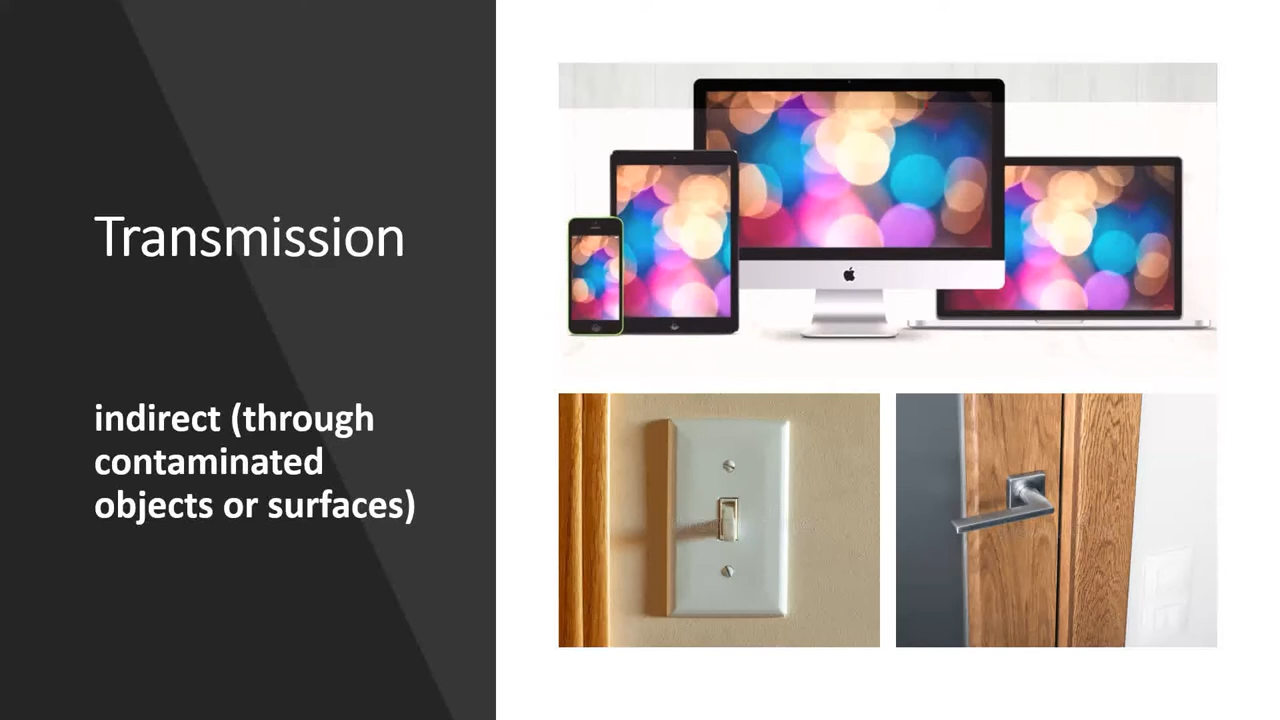 Transmission
indirect (through
contaminated
objects or surfaces)